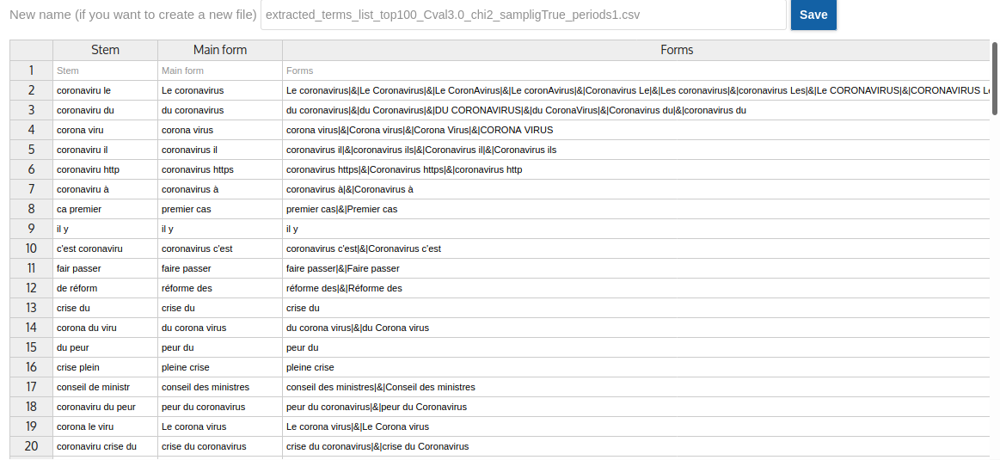 New name (if you want to create a new file) extracted_terms_list_top100_Cval3.0_chi2_sampligTrue_periods1.csv Save
Stem Main form Forms
1 Stem Main form Forms
2 coronaviru le Le coronavirus Le coronavirus|&|Le Coronavirus|&|Le CoronAvirus|&|Le coronAvirus|&|Coronavirus Le|&|Les coronavirus|&|coronavirus Les|&|Le CORONAVIRUS|&|CORONAVIRUS Le
3 coronaviru du du coronavirus du coronavirus|&|du Coronavirus|&|DU CORONAVIRUS|&|du CoronaVirus|&|Coronavirus du|&|coronavirus du
4 corona viru corona virus corona virus|&|Corona virus|&|Corona Virus|&|CORONA VIRUS
5 coronaviru il coronavirus il coronavirus il|&|coronavirus ils|&|Coronavirus il|&|Coronavirus ils
6 coronaviru http coronavirus https coronavirus https|&|Coronavirus https|&|coronavirus http
7 coronaviru à coronavirus à coronavirus à|&|Coronavirus à
8 ca premier premier cas premier cas|&|Premier cas
9 il y il y il y
10 c'est coronaviru coronavirus c'est coronavirus c'est|&|Coronavirus c'est
11 fair passer faire passer faire passer|&|Faire passer
12 de réform réforme des réforme des|&|Réforme des
13 crise du crise du crise du
14 corona du viru du corona virus du corona virus|&|du Corona virus
15 du peur peur du peur du
16 crise plein pleine crise pleine crise
17 conseil de ministr conseil des ministres conseil des ministres|&|Conseil des ministres
18 coronaviru du peur peur du coronavirus peur du coronavirus|&|peur du Coronavirus
19 corona le viru Le corona virus Le corona virus|&|Le Corona virus
20 coronaviru crise du crise du coronavirus crise du coronavirus|&|crise du Coronavirus